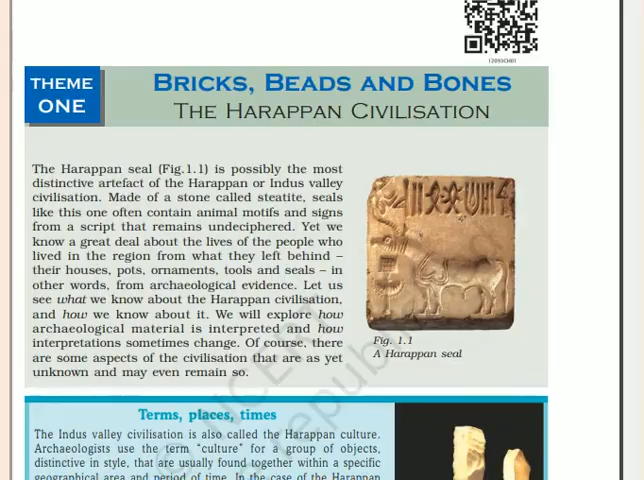 12093CH01
THEME
ONE
BRICKS, BEADS AND BONES
THE HARAPPAN CIVILISATION
The Harappan seal (Fig.1.1) is possibly the most
distinctive artefact of the Harappan or Indus valley
civilisation. Made of a stone called steatite, seals
like this one often contain animal motifs and signs
from a script that remains undeciphered. Yet we
know a great deal about the lives of the people who
lived in the region from what they left behind –
their houses, pots, ornaments, tools and seals – in
other words, from archaeological evidence. Let us
see what we know about the Harappan civilisation,
and how we know about it. We will explore how
archaeological material is interpreted and how
interpretations sometimes change. Of course, there
are some aspects of the civilisation that are as yet
unknown and may even remain so.
Fig. 1.1
A Harappan seal
Terms, places, times
The Indus valley civilisation is also called the Harappan culture.
Archaeologists use the term “culture” for a group of objects,
distinctive in style, that are usually found together within a specific
geographical area and period of time. In the case of the Harappan
© NCERT
republi